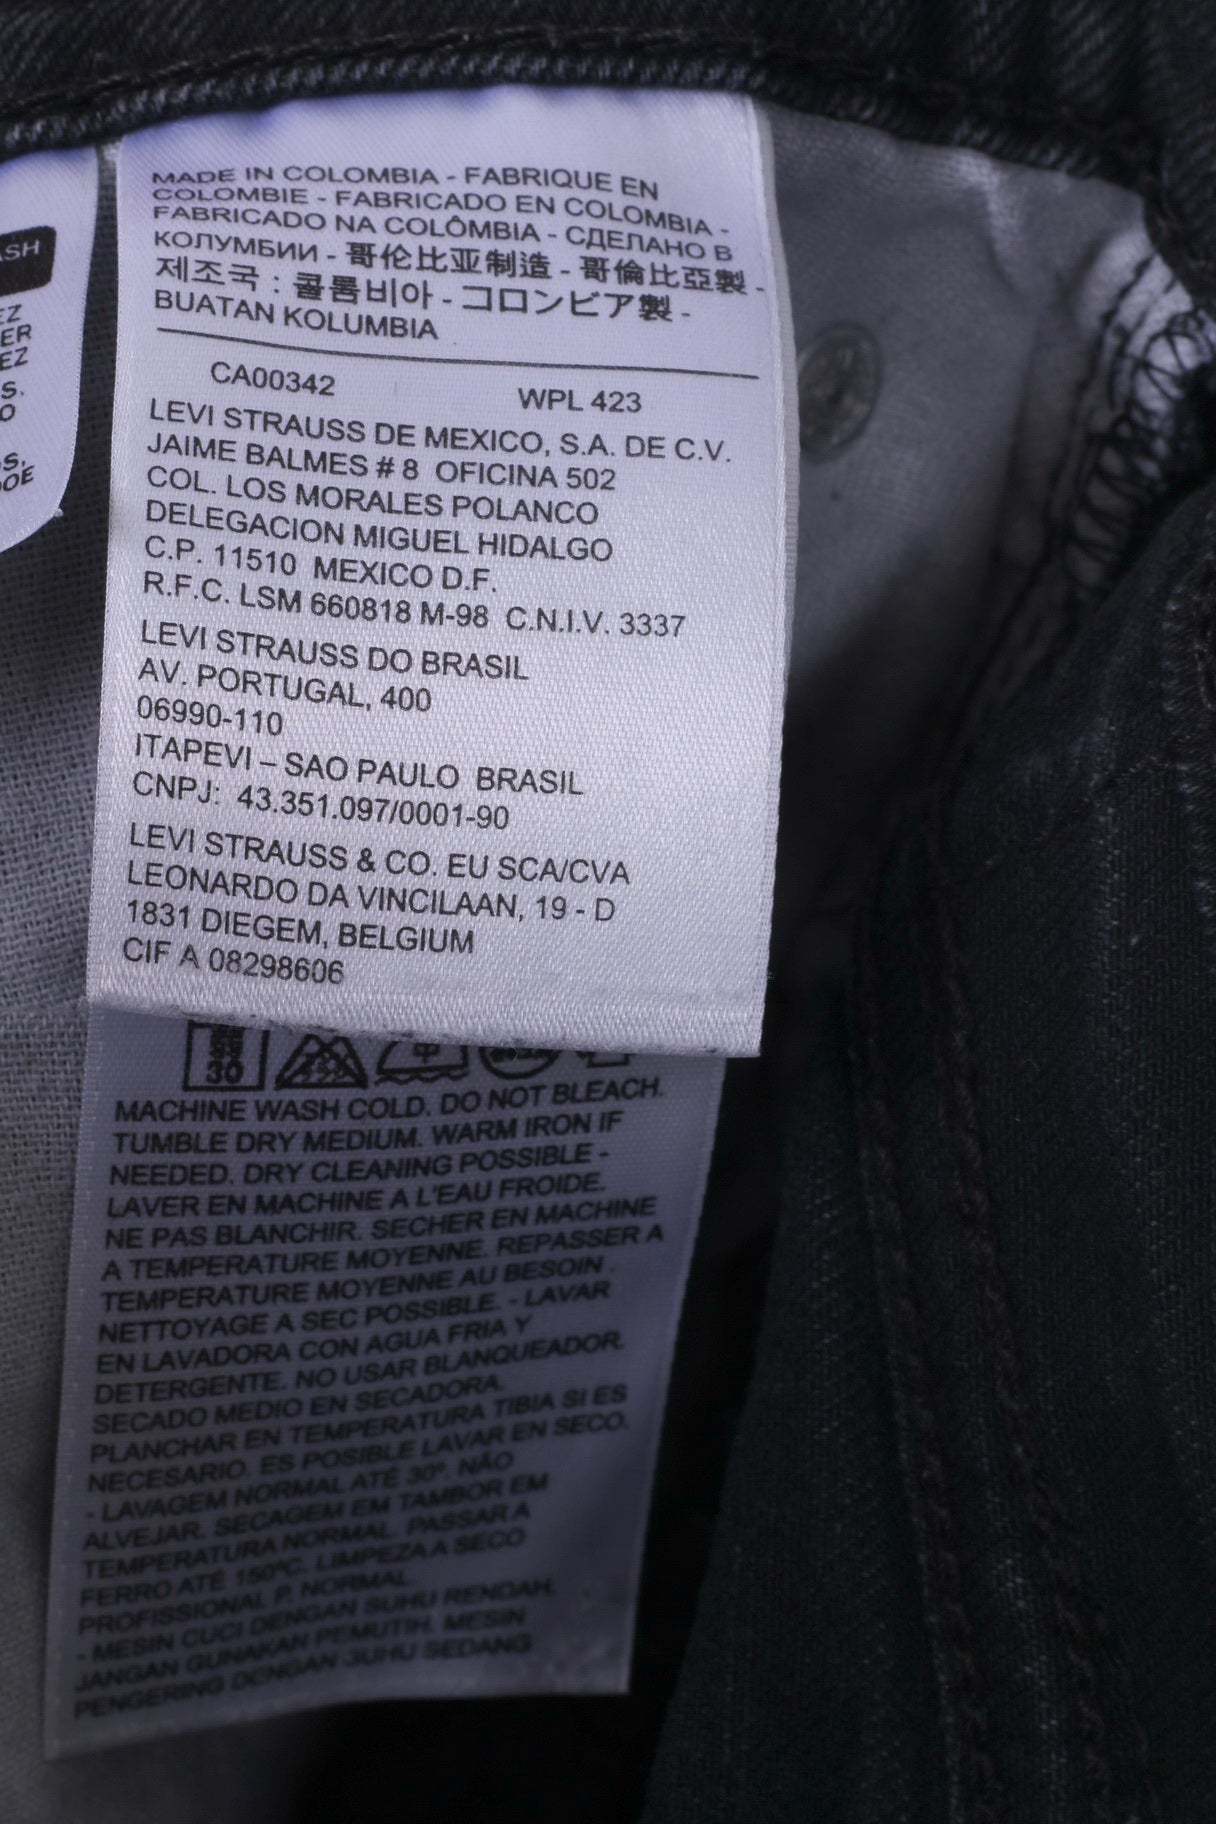 ASH
EZ
ER
EZ
S.
O
S.
OOE
MADE IN COLOMBIA - FABRIQUE EN
COLOMBIE - FABRICADO EN COLOMBIA -
FABRICADO NA COLÔMBIA - СДЕЛАНО В
КОЛУМБИИ - 哥伦比亚制造 - 哥倫比亞製 -
제조국 : 콜롬비아 - コロンビア製 -
BUATAN KOLUMBIA
CA00342 WPL 423
LEVI STRAUSS DE MEXICO, S.A. DE C.V.
JAIME BALMES # 8 OFICINA 502
COL. LOS MORALES POLANCO
DELEGACION MIGUEL HIDALGO
C.P. 11510 MEXICO D.F.
R.F.C. LSM 660818 M-98 C.N.I.V. 3337
LEVI STRAUSS DO BRASIL
AV. PORTUGAL, 400
06990-110
ITAPEVI – SAO PAULO BRASIL
CNPJ: 43.351.097/0001-90
LEVI STRAUSS & CO. EU SCA/CVA
LEONARDO DA VINCILAAN, 19 - D
1831 DIEGEM, BELGIUM
CIF A 08298606
30
MACHINE WASH COLD. DO NOT BLEACH.
TUMBLE DRY MEDIUM. WARM IRON IF
NEEDED. DRY CLEANING POSSIBLE -
LAVER EN MACHINE A L'EAU FROIDE.
NE PAS BLANCHIR. SECHER EN MACHINE
A TEMPERATURE MOYENNE. REPASSER A
TEMPERATURE MOYENNE AU BESOIN .
NETTOYAGE A SEC POSSIBLE. - LAVAR
EN LAVADORA CON AGUA FRIA Y
DETERGENTE. NO USAR BLANQUEADOR.
SECADO MEDIO EN SECADORA.
PLANCHAR EN TEMPERATURA TIBIA SI ES
NECESARIO. ES POSIBLE LAVAR EN SECO.
- LAVAGEM NORMAL ATÉ 30º. NÃO
ALVEJAR. SECAGEM EM TAMBOR EM
TEMPERATURA NORMAL. PASSAR A
FERRO ATÉ 150ºC. LIMPEZA A SECO
PROFISSIONAL P. NORMAL.
- MESIN CUCI DENGAN SUHU RENDAH.
JANGAN GUNAKAN PEMUTIH. MESIN
PENGERING DENGAN SUHU SEDANG